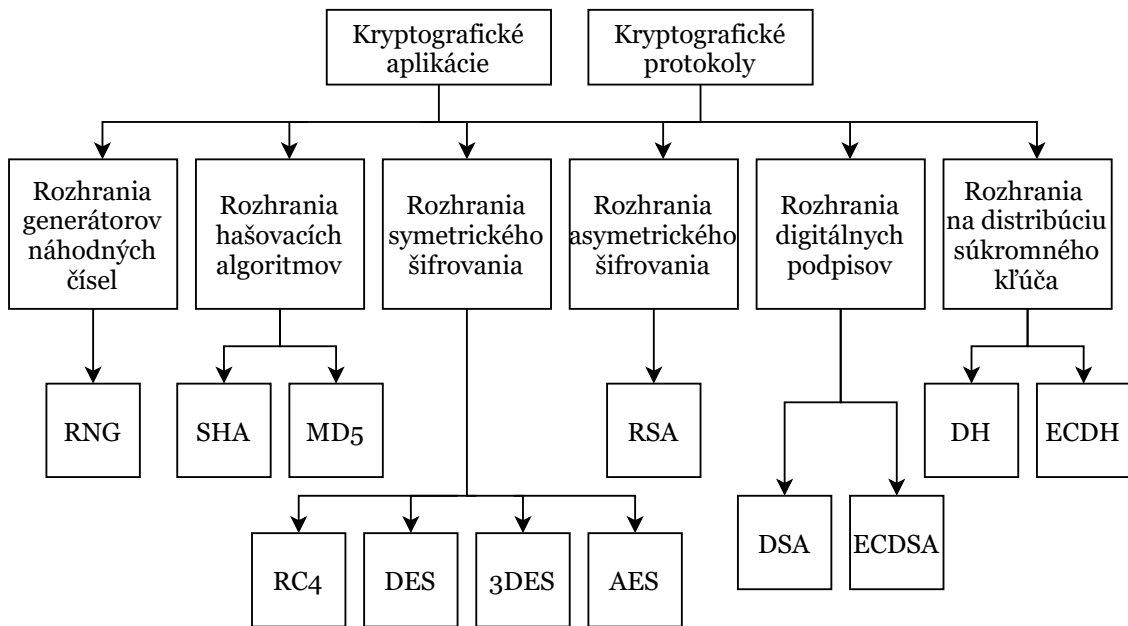 Kryptografické
aplikácie
Kryptografické
protokoly
Rozhrania
generátorov
náhodných
čísel
Rozhrania
hašovacích
algoritmov
Rozhrania
symetrického
šifrovania
Rozhrania
asymetrického
šifrovania
Rozhrania
digitálnych
podpisov
Rozhrania
na distribúciu
súkromného
kľúča
RNG
SHA
MD5
RSA
DH
ECDH
DSA
ECDSA
RC4
DES
3DES
AES